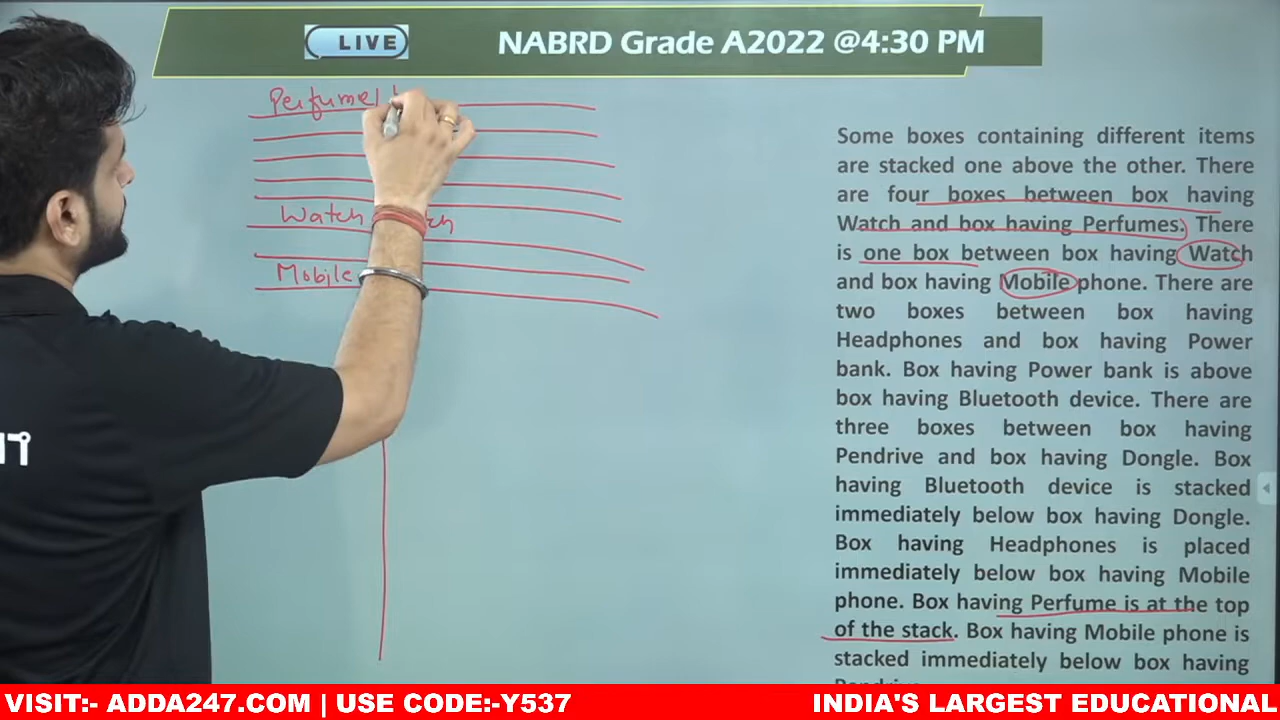 LIVE
NABRD Grade A2022 @4:30 PM
Perfume
Watch
Mobile
Some boxes containing different items
are stacked one above the other. There
are four boxes between box having
Watch and box having Perfumes. There
is one box between box having Watch
and box having Mobile phone. There are
two boxes between box having
Headphones and box having Power
bank. Box having Power bank is above
box having Bluetooth device. There are
three boxes between box having
Pendrive and box having Dongle. Box
having Bluetooth device is stacked
immediately below box having Dongle.
Box having Headphones is placed
immediately below box having Mobile
phone. Box having Perfume is at the top
of the stack. Box having Mobile phone is
stacked immediately below box having
VISIT:- ADDA247.COM | USE CODE:-Y537
INDIA'S LARGEST EDUCATIONAL